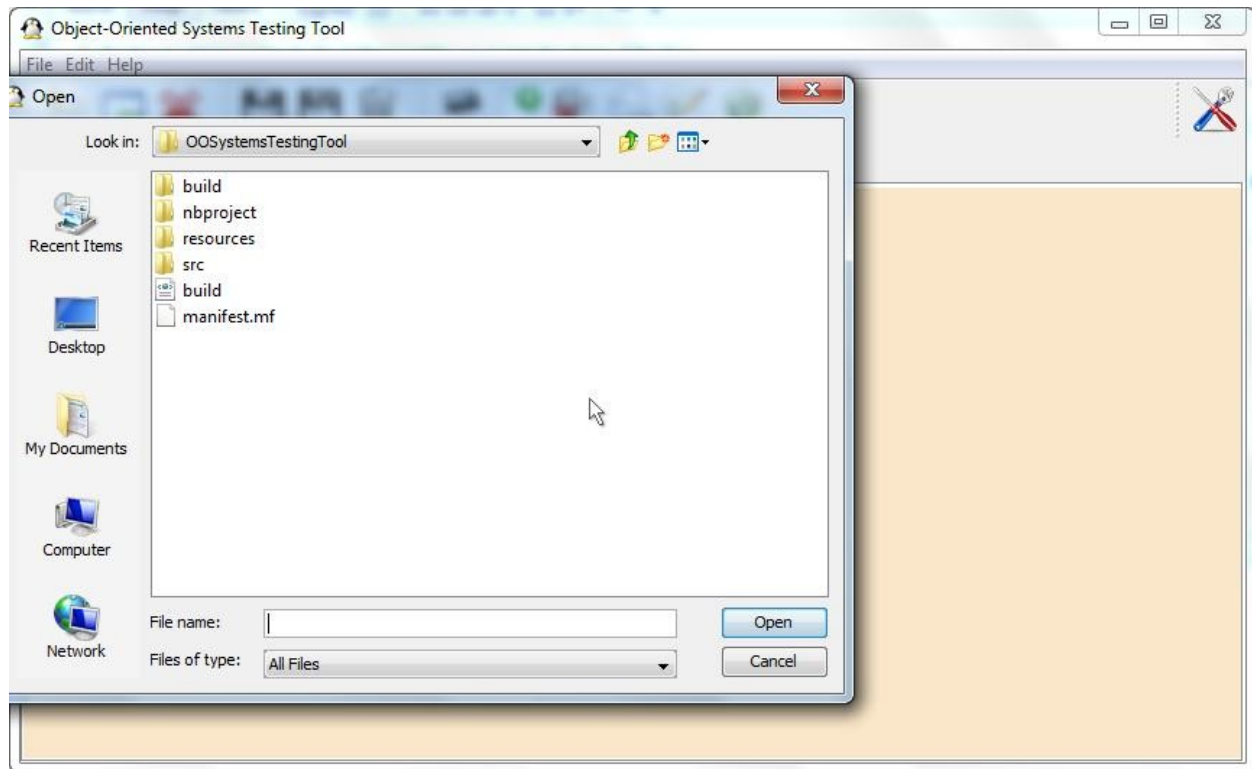 Object-Oriented Systems Testing Tool
File Edit Help
Open
Look in: OOSystemsTestingTool
build
nbproject
resources
src
build
manifest.mf
Recent Items
Desktop
My Documents
Computer
Network
File name:
Open
Files of type: All Files
Cancel